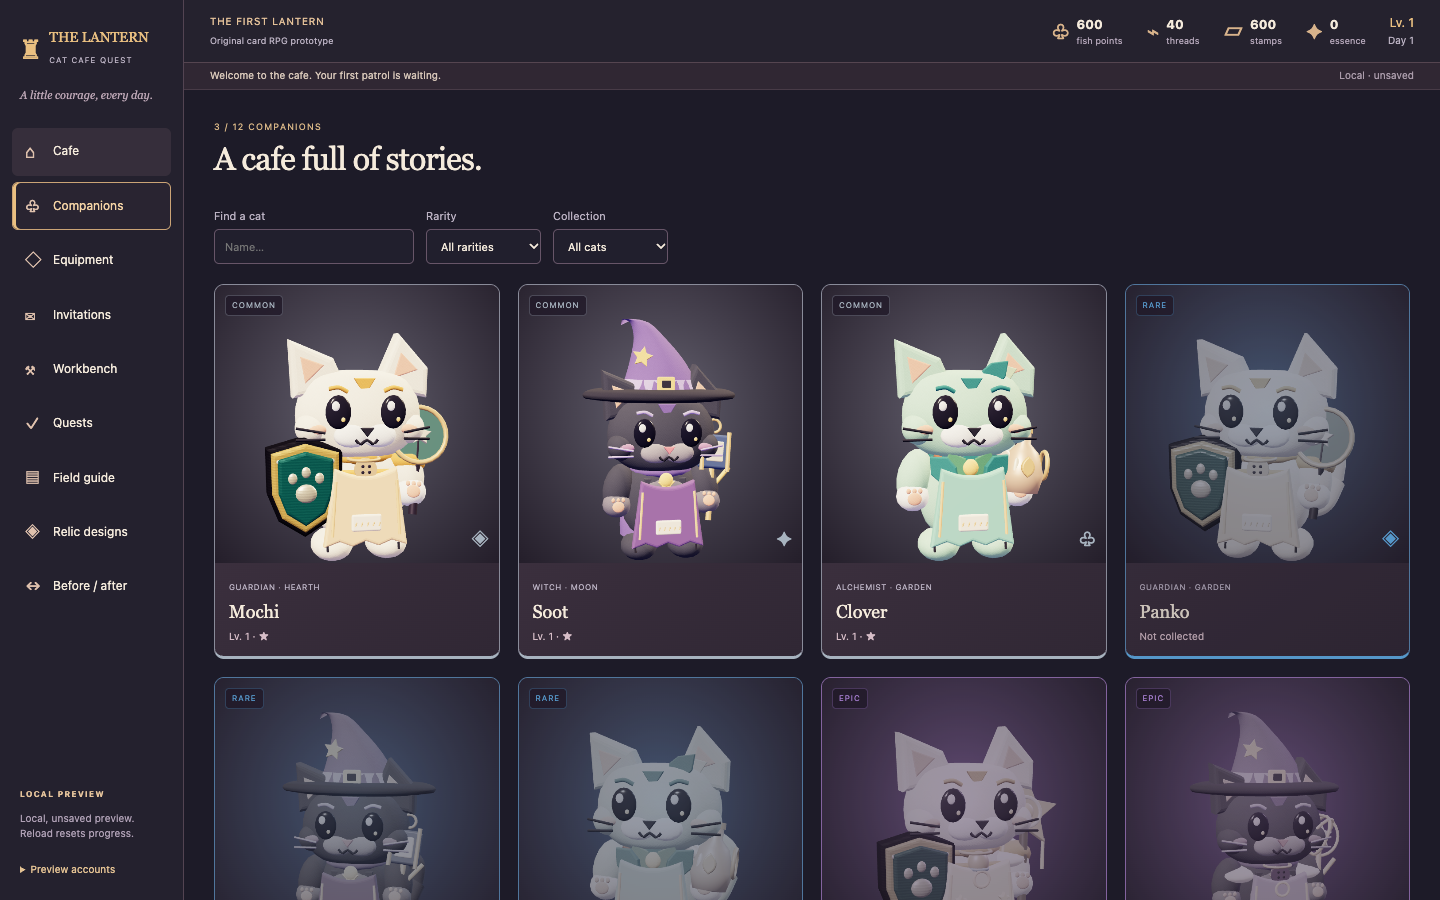 THE LANTERN
CAT CAFE QUEST
A little courage, every day.
Cafe
Companions
Equipment
Invitations
Workbench
Quests
Field guide
Relic designs
Before / after
LOCAL PREVIEW
Local, unsaved preview.
Reload resets progress.
Preview accounts
THE FIRST LANTERN
Original card RPG prototype
600
fish points
40
threads
600
stamps
0
essence
Lv. 1
Day 1
Welcome to the cafe. Your first patrol is waiting.
Local · unsaved
3 / 12 COMPANIONS
A cafe full of stories.
Find a cat
Rarity
Collection
Name...
All rarities
All cats
COMMON
GUARDIAN · HEARTH
Mochi
Lv. 1 · ★
COMMON
WITCH · MOON
Soot
Lv. 1 · ★
COMMON
ALCHEMIST · GARDEN
Clover
Lv. 1 · ★
RARE
GUARDIAN · GARDEN
Panko
Not collected
RARE
RARE
EPIC
EPIC